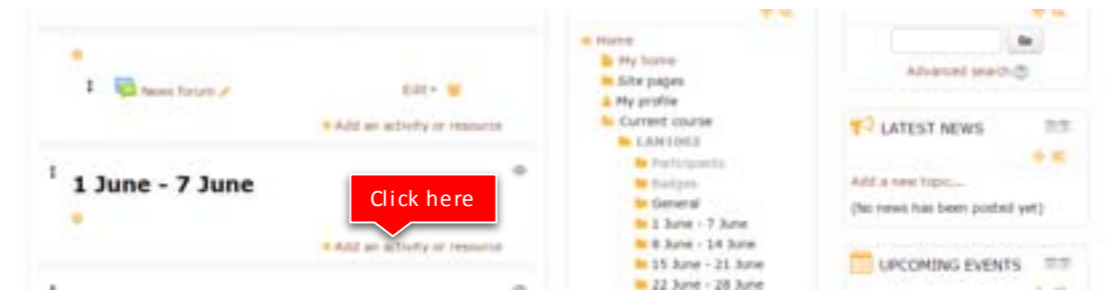 News forum
Edit
Add an activity or resource
1 June - 7 June
Click here
Add an activity or resource
Home
My home
Site pages
My profile
Current course
LAN1003
Participants
Badges
General
1 June - 7 June
8 June - 14 June
15 June - 21 June
22 June - 28 June
Go
Advanced search
LATEST NEWS
Add a new topic...
(No news has been posted yet)
UPCOMING EVENTS